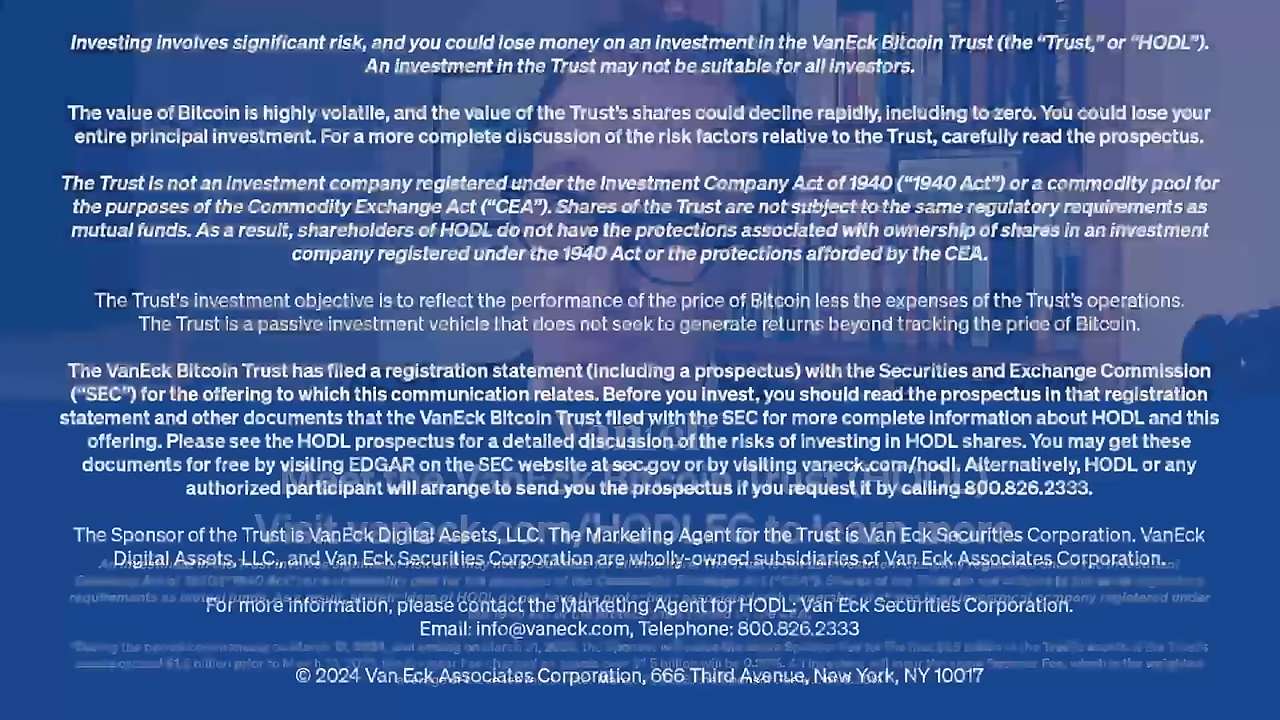 Investing involves significant risk, and you could lose money on an investment in the VanEck Bitcoin Trust (the “Trust,” or “HODL”).
An investment in the Trust may not be suitable for all investors.
The value of Bitcoin is highly volatile, and the value of the Trust’s shares could decline rapidly, including to zero. You could lose your
entire principal investment. For a more complete discussion of the risk factors relative to the Trust, carefully read the prospectus.
The Trust is not an investment company registered under the Investment Company Act of 1940 (“1940 Act”) or a commodity pool for
the purposes of the Commodity Exchange Act (“CEA”). Shares of the Trust are not subject to the same regulatory requirements as
mutual funds. As a result, shareholders of HODL do not have the protections associated with ownership of shares in an investment
company registered under the 1940 Act or the protections afforded by the CEA.
The Trust’s investment objective is to reflect the performance of the price of Bitcoin less the expenses of the Trust’s operations.
The Trust is a passive investment vehicle that does not seek to generate returns beyond tracking the price of Bitcoin.
The VanEck Bitcoin Trust has filed a registration statement (including a prospectus) with the Securities and Exchange Commission
(“SEC”) for the offering to which this communication relates. Before you invest, you should read the prospectus in that registration
statement and other documents that the VanEck Bitcoin Trust filed with the SEC for more complete information about HODL and this
offering. Please see the HODL prospectus for a detailed discussion of the risks of investing in HODL shares. You may get these
documents for free by visiting EDGAR on the SEC website at sec.gov or by visiting vaneck.com/hodl. Alternatively, HODL or any
authorized participant will arrange to send you the prospectus if you request it by calling 800.826.2333.
Meet the VanEck Bitcoin Trust (HODL)
Visit vaneck.com/HODLFG to learn more
The Sponsor of the Trust is VanEck Digital Assets, LLC. The Marketing Agent for the Trust is Van Eck Securities Corporation. VanEck
Digital Assets, LLC., and Van Eck Securities Corporation are wholly-owned subsidiaries of Van Eck Associates Corporation.
For more information, please contact the Marketing Agent for HODL: Van Eck Securities Corporation.
Email: info@vaneck.com, Telephone: 800.826.2333
© 2024 Van Eck Associates Corporation, 666 Third Avenue, New York, NY 10017